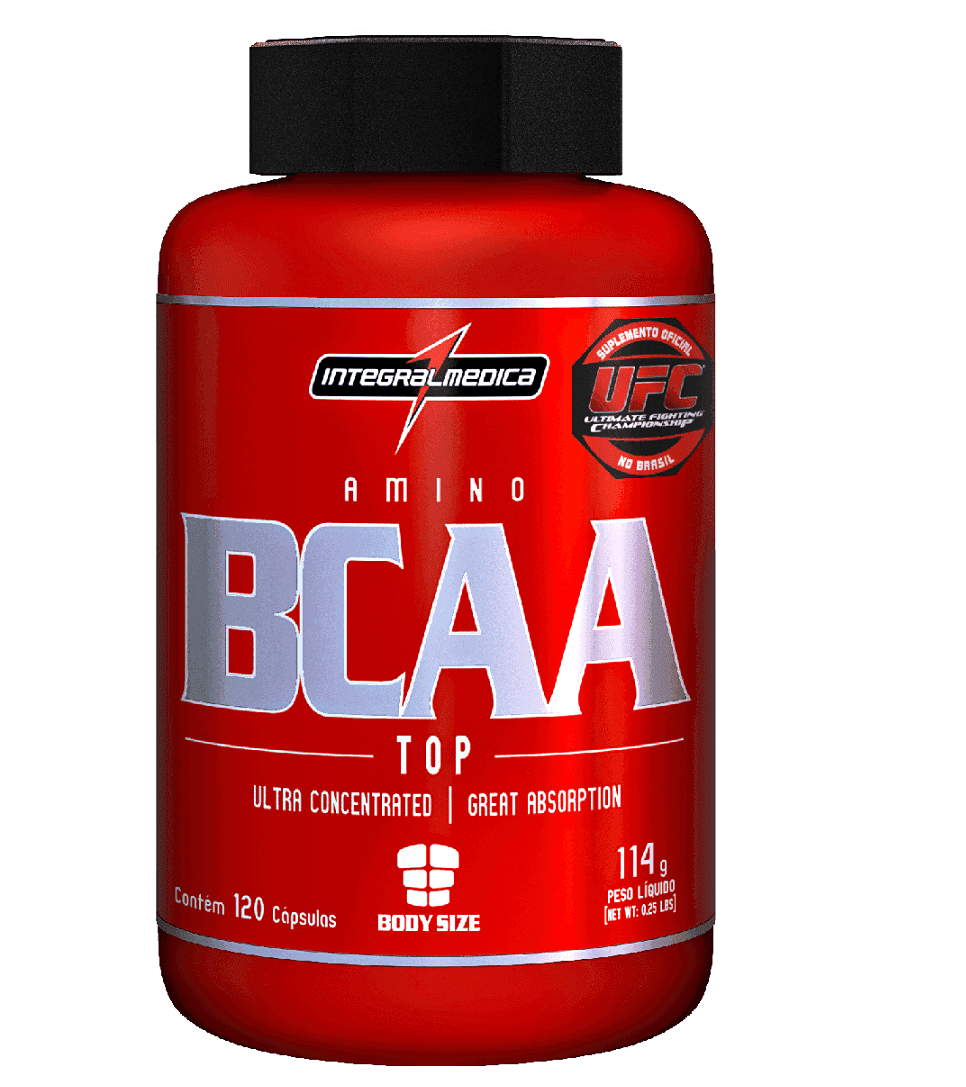 INTEGRALMEDICA
SUPLEMENTO OFICIAL
UFC
ULTIMATE FIGHTING
CHAMPIONSHIP
NO BRASIL
AMINO
BCAA
TOP
ULTRA CONCENTRATED | GREAT ABSORPTION
114 g
PESO LÍQUIDO
[NET WT: 0.25 LBS]
Contém 120 Cápsulas
BODY SIZE